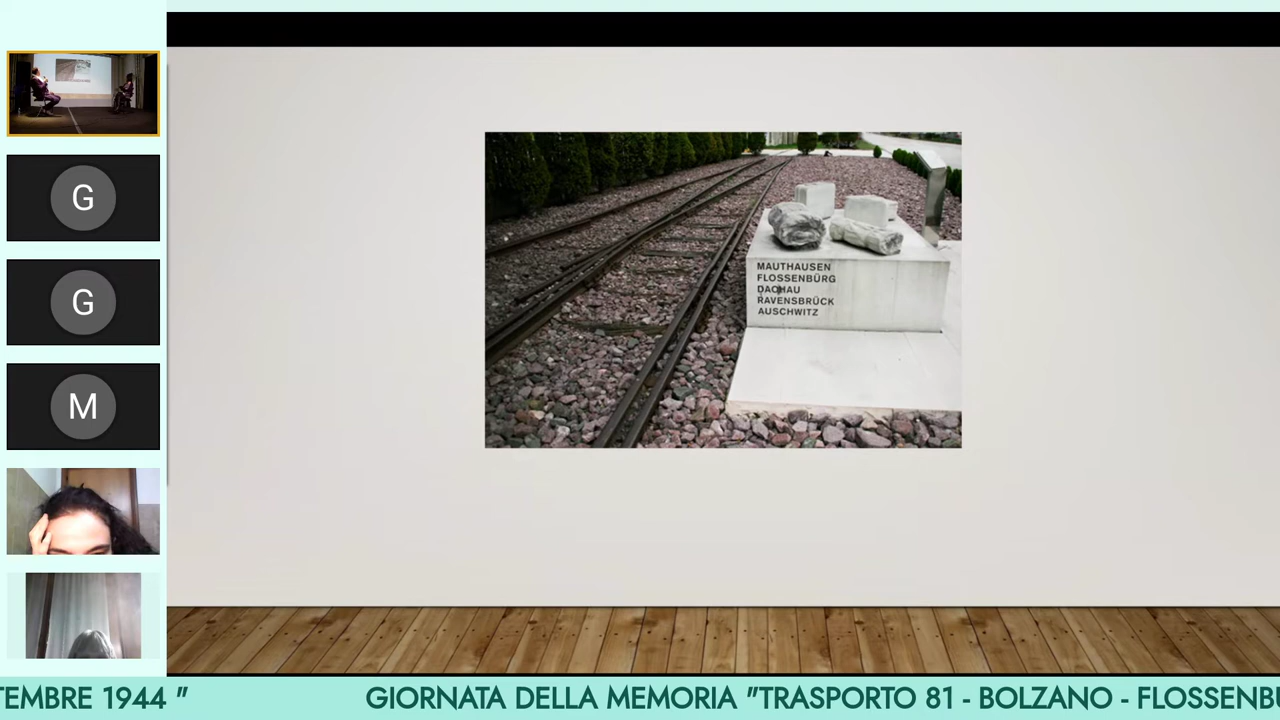 G
G
M
MAUTHAUSEN
FLOSSENBÜRG
DACHAU
RAVENSBRÜCK
AUSCHWITZ
TEMBRE 1944 " GIORNATA DELLA MEMORIA "TRASPORTO 81 - BOLZANO - FLOSSENB